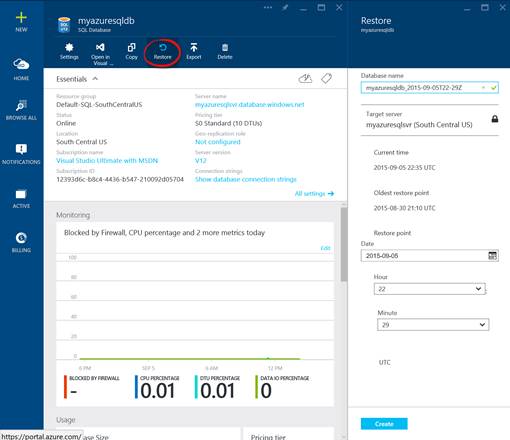 NEW
HOME
BROWSE ALL
NOTIFICATIONS
ACTIVE
BILLING
myazuresqldb
SQL Database
Settings
Open in Visual ...
Copy
Restore
Export
Delete
Essentials
Resource group
Default-SQL-SouthCentralUS
Status
Online
Location
South Central US
Subscription name
Visual Studio Ultimate with MSDN
Subscription ID
12393d6c-b8c4-4436-b547-210092d05704
Server name
myazuresqlsvr.database.windows.net
Pricing tier
S0 Standard (10 DTUs)
Geo-replication role
Not configured
Server version
V12
Connection strings
Show database connection strings
All settings →
Monitoring
Blocked by Firewall, CPU percentage and 2 more metrics today
Edit
100
80
60
40
20
0
6 PM
SEP 5
6 AM
12 PM
BLOCKED BY FIREWALL
-
CPU PERCENTAGE
0.01
DTU PERCENTAGE
0.01
DATA IO PERCENTAGE
0
Usage
Pricing tier
https://portal.azure.com/
base Size
Restore
myazuresqldb
Database name
myazuresqldb_2015-09-05T22-29Z
Target server
myazuresqlsvr (South Central US)
Current time
2015-09-05 22:35 UTC
Oldest restore point
2015-08-30 21:10 UTC
Restore point
Date
2015-09-05
Hour
22
:
Minute
29
UTC
Create